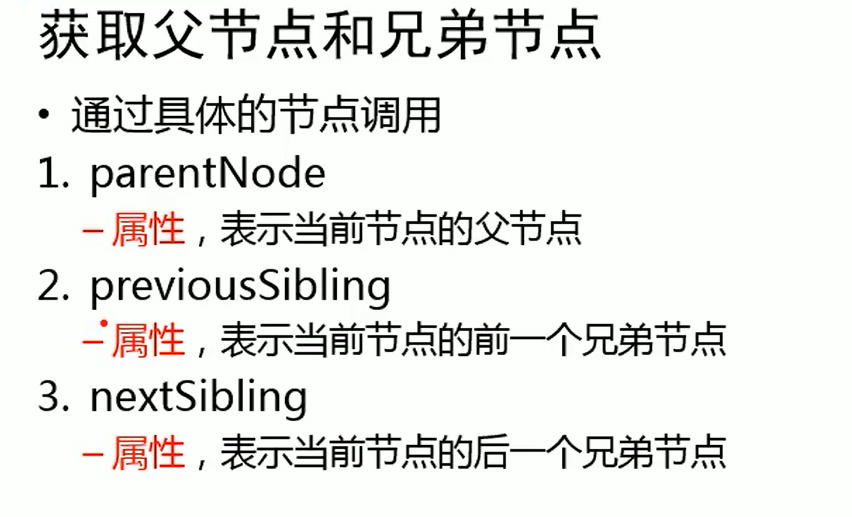 获取父节点和兄弟节点
• 通过具体的节点调用
1. parentNode
– 属性，表示当前节点的父节点
2. previousSibling
– 属性，表示当前节点的前一个兄弟节点
3. nextSibling
– 属性，表示当前节点的后一个兄弟节点